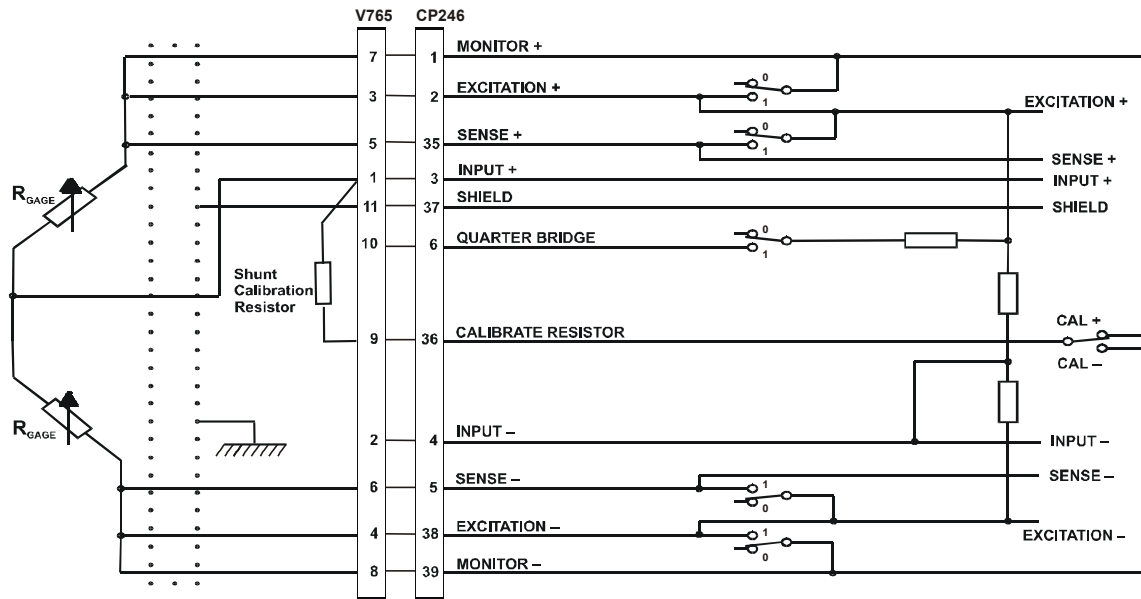 V765 CP246
7 1 MONITOR +
0
3 2 EXCITATION +
1
EXCITATION +
0
5 35 SENSE +
1
SENSE +
1 3 INPUT +
INPUT +
R GAGE
11 37 SHIELD
SHIELD
0
10 6 QUARTER BRIDGE
1
Shunt
Calibration
Resistor
CAL +
9 36 CALIBRATE RESISTOR
CAL –
R GAGE
2 4 INPUT –
INPUT –
SENSE –
6 5 SENSE –
1
0
4 38 EXCITATION –
1
EXCITATION –
0
8 39 MONITOR –